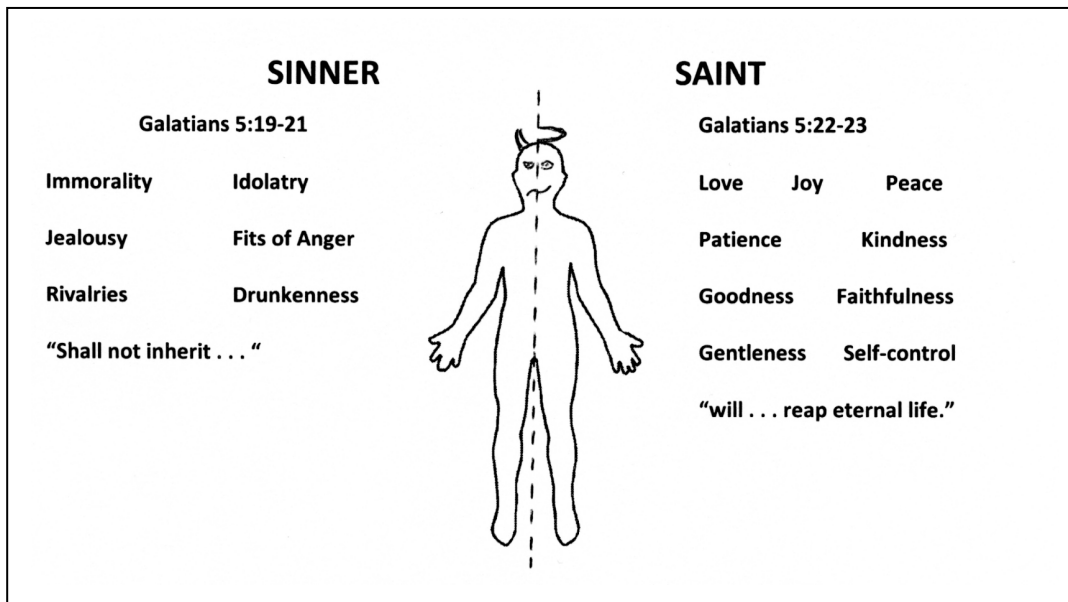 SINNER
Galatians 5:19-21
Immorality Idolatry
Jealousy Fits of Anger
Rivalries Drunkenness
“Shall not inherit . . . “
SAINT
Galatians 5:22-23
Love Joy Peace
Patience Kindness
Goodness Faithfulness
Gentleness Self-control
“will . . . reap eternal life.”